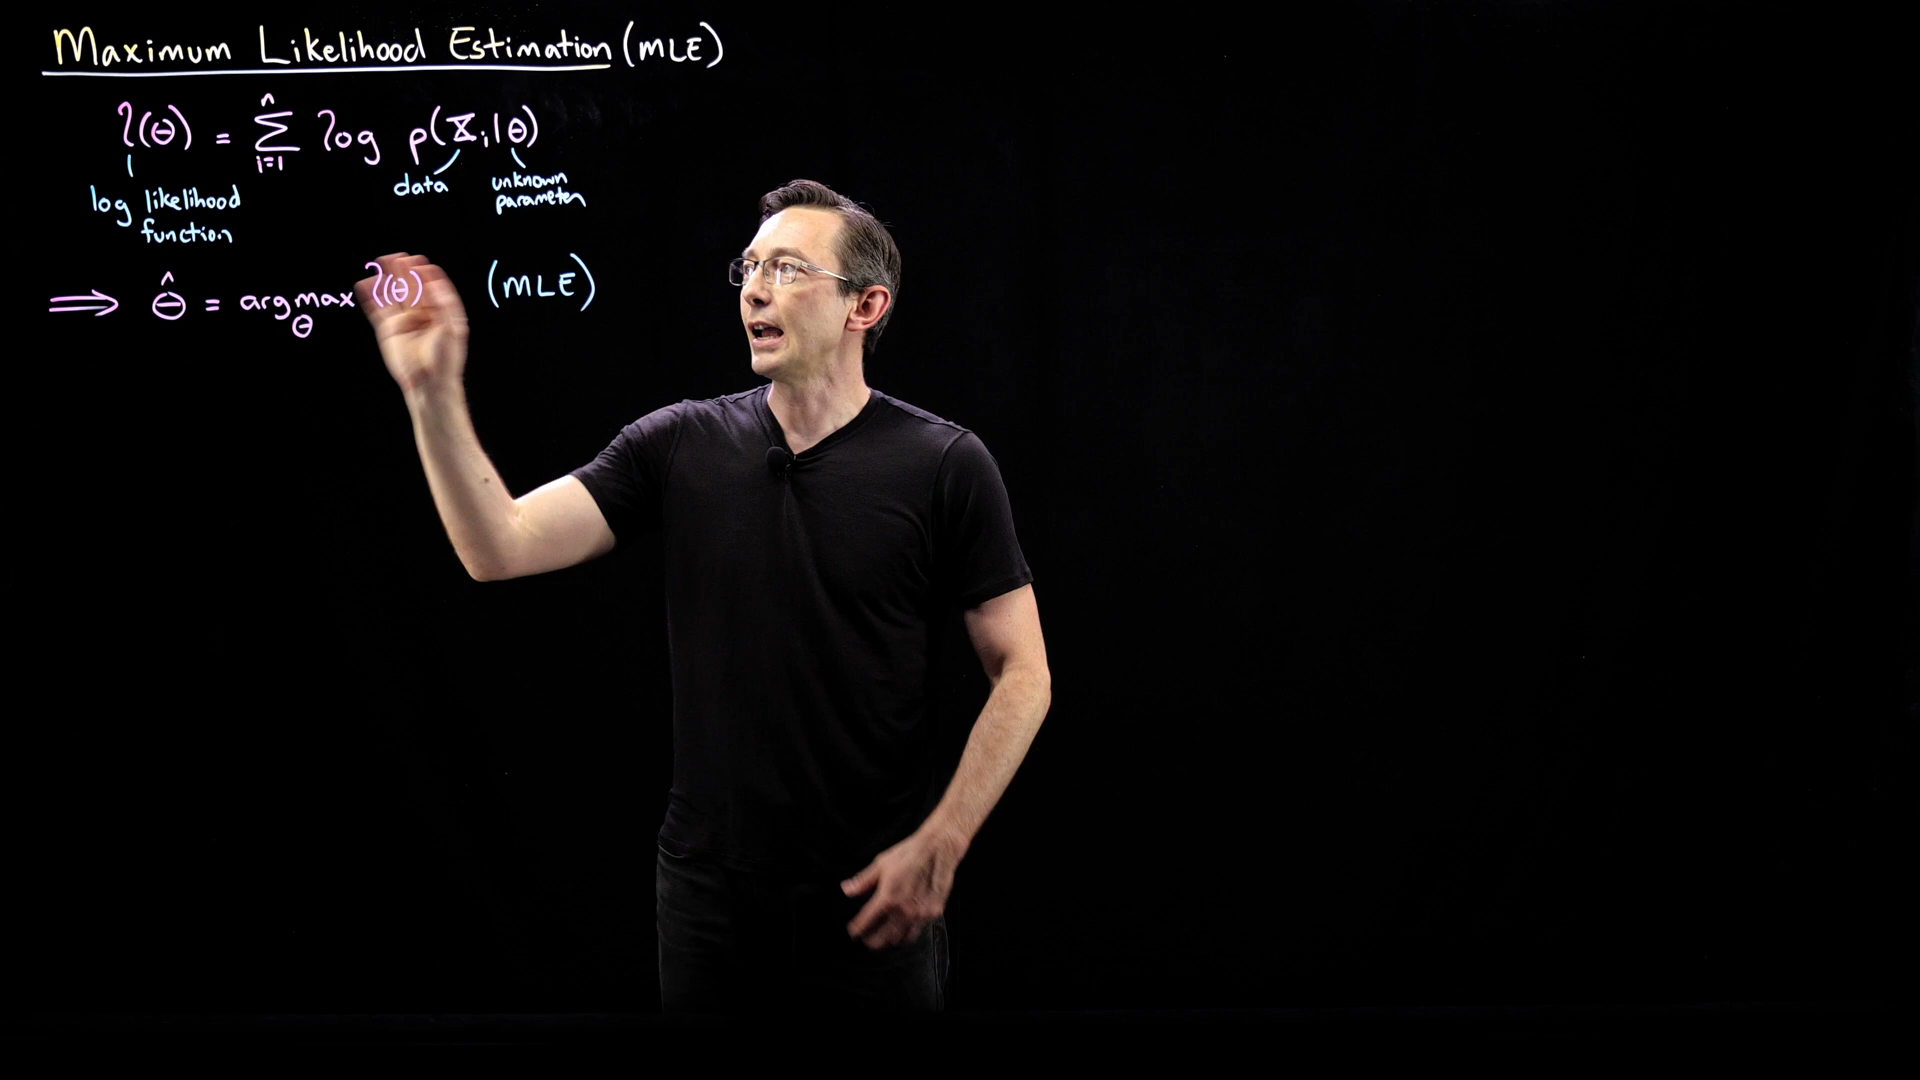 Maximum Likelihood Estimation (MLE)
ℓ(Θ) = Σ log p(X_i|Θ)
n
i=1
data
unknown
parameter
log likelihood
function
⟹ Θ̂ = argmax ℓ(Θ) (MLE)
Θ